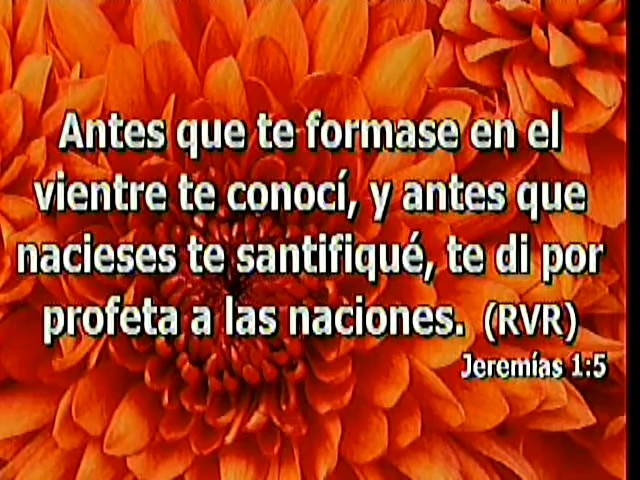 Antes que te formase en el
vientre te conocí, y antes que
nacieses te santifiqué, te di por
profeta a las naciones. (RVR)
Jeremías 1:5